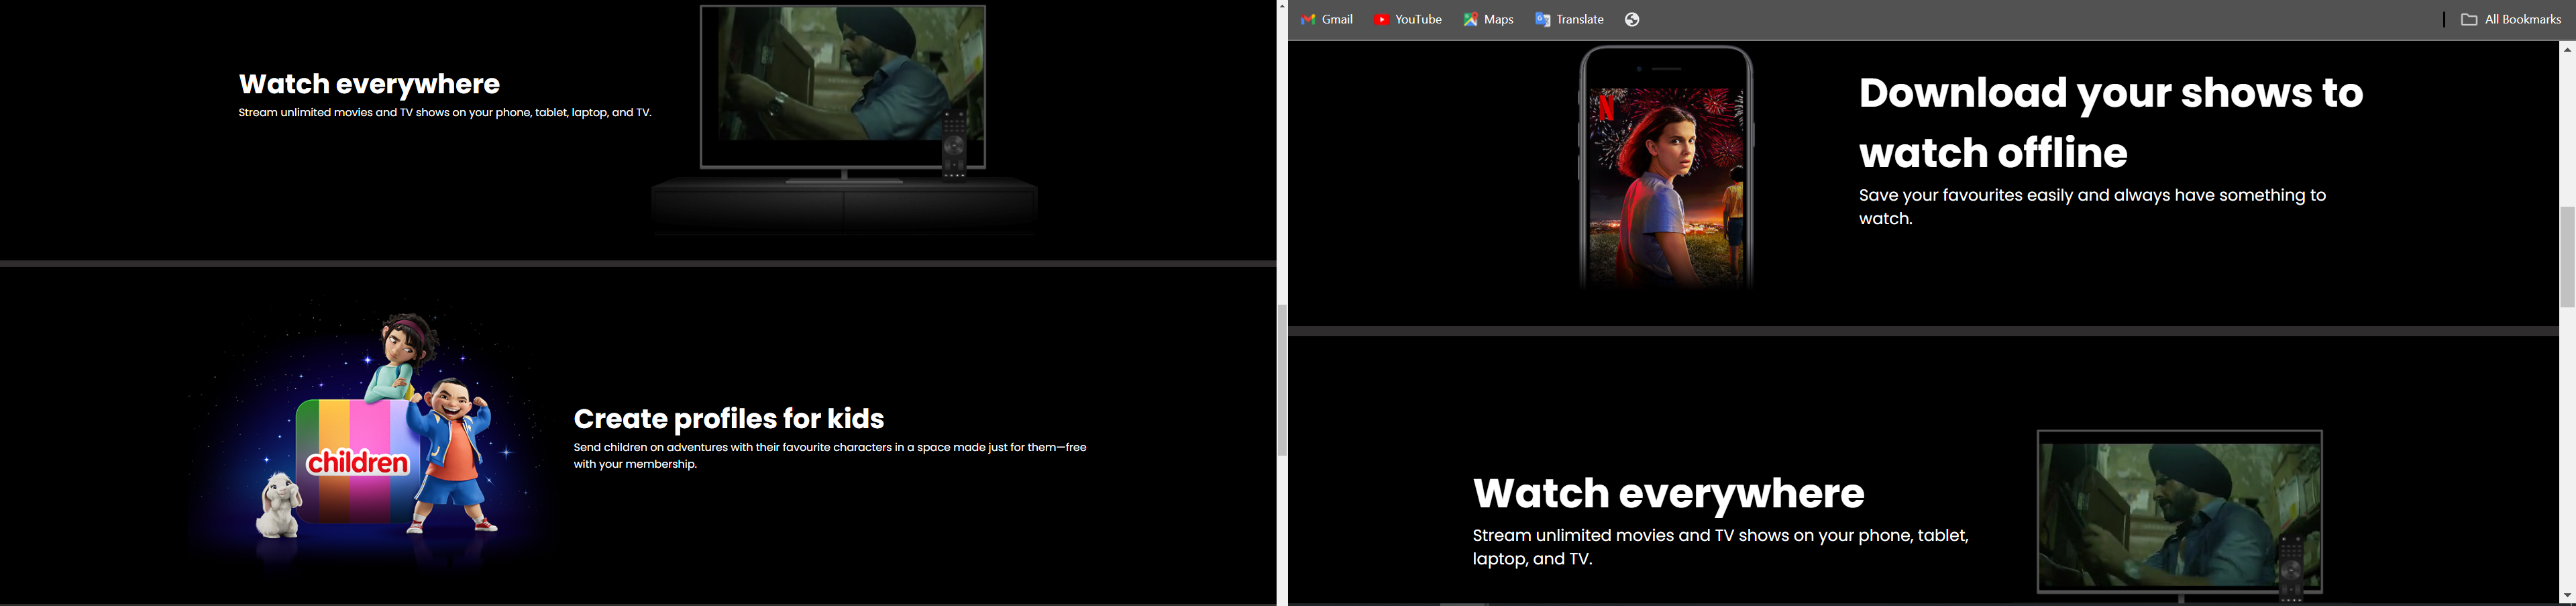 Watch everywhere
Stream unlimited movies and TV shows on your phone, tablet, laptop, and TV.
children
Create profiles for kids
Send children on adventures with their favourite characters in a space made just for them—free
with your membership.
Gmail YouTube Maps Translate All Bookmarks
N
Download your shows to
watch offline
Save your favourites easily and always have something to
watch.
Watch everywhere
Stream unlimited movies and TV shows on your phone, tablet,
laptop, and TV.